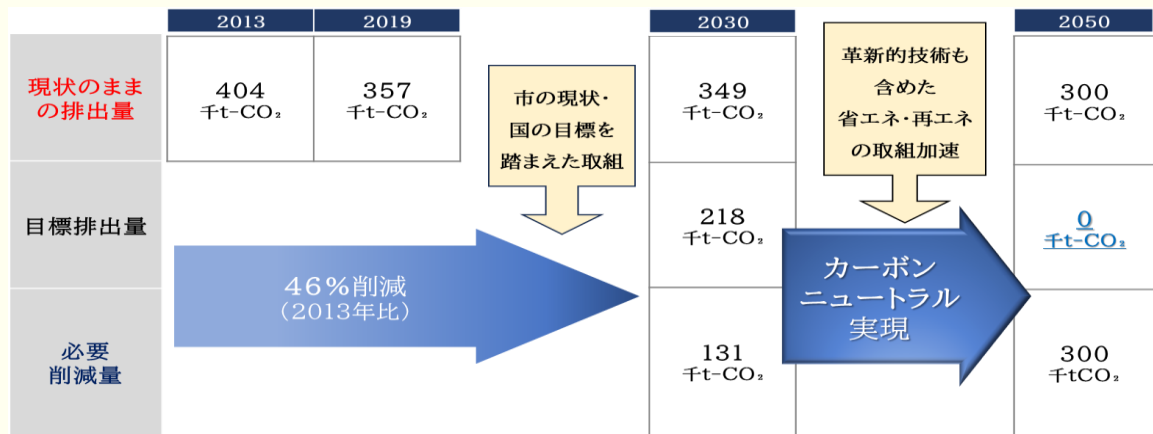 2013
2019
2030
2050
現状のまま
の排出量
404
千t-CO₂
357
千t-CO₂
市の現状・
国の目標を
踏まえた取組
349
千t-CO₂
革新的技術も
含めた
省エネ・再エネ
の取組加速
300
千t-CO₂
目標排出量
218
千t-CO₂
0
千t-CO₂
46%削減
（2013年比）
カーボン
ニュートラル
実現
必要
削減量
131
千t-CO₂
300
千tCO₂